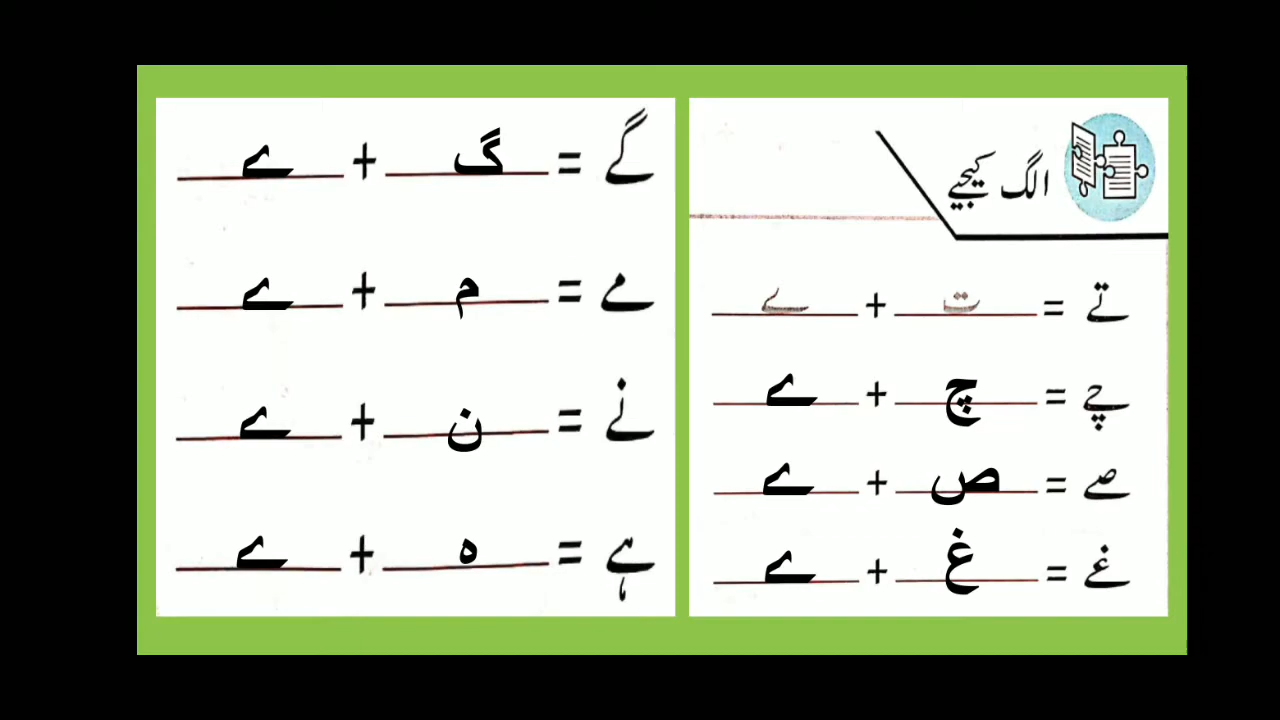 الگ کیجیے
تے = ت + ے
چے = چ + ے
صے = ص + ے
غے = غ + ے
گے = گ + ے
مے = م + ے
نے = ن + ے
ہے = ہ + ے